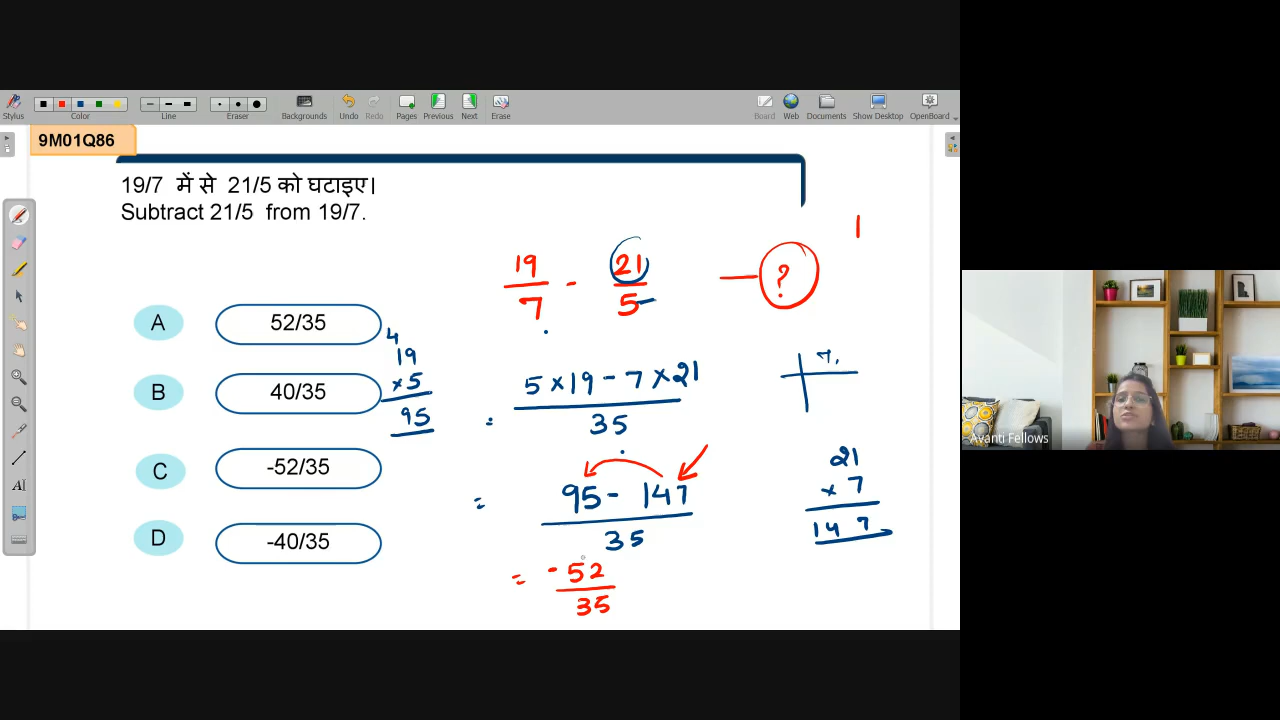 Stylus
Color
Line
Eraser
Backgrounds
Undo
Redo
Pages
Previous
Next
Erase
Board
Web
Documents
Show Desktop
OpenBoard
9M01Q86
19/7 में से 21/5 को घटाइए।
Subtract 21/5 from 19/7.
19/7 - 21/5 — ?
A 52/35
B 40/35
C -52/35
D -40/35
4
19
×5
95
= 5×19-7×21
35
= 95-147
35
= -52
35
7,
21
×7
147
Avanti Fellows